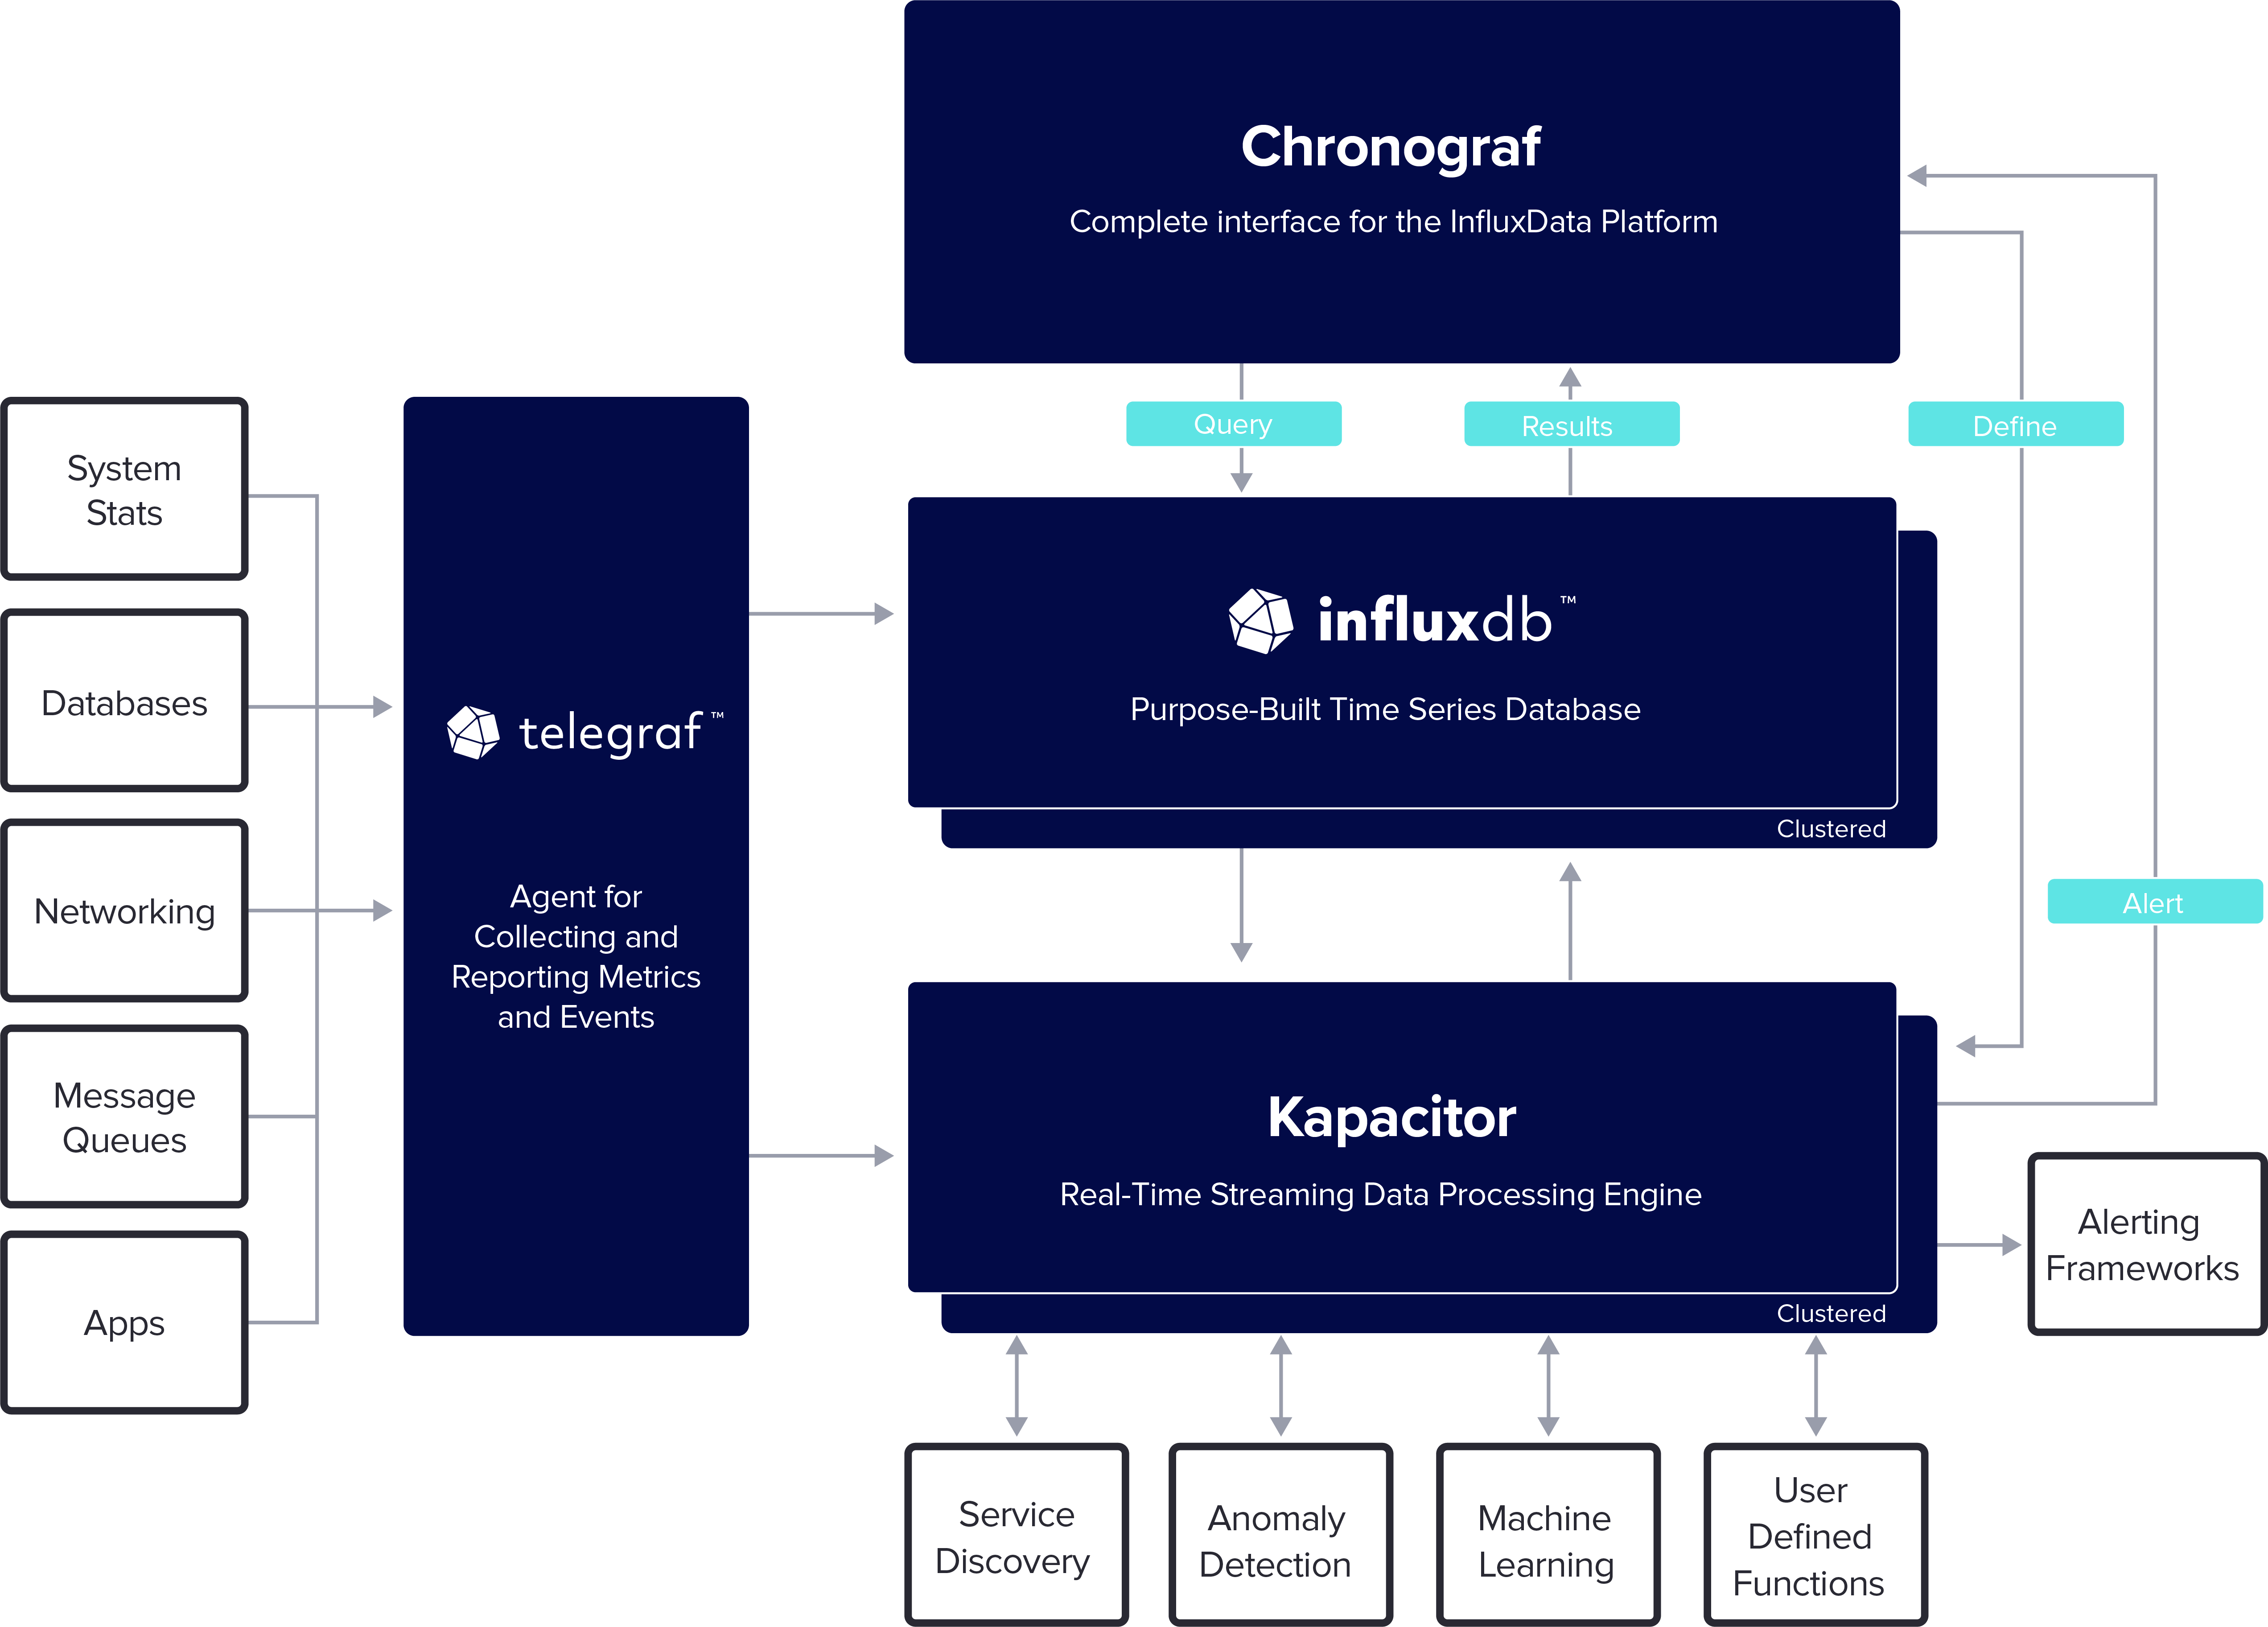 Chronograf
Complete interface for the InfluxData Platform
Query
Results
Define
System
Stats
Databases
Networking
Message
Queues
Apps
telegraf™
Agent for
Collecting and
Reporting Metrics
and Events
influxdb™
Purpose-Built Time Series Database
Clustered
Alert
Kapacitor
Real-Time Streaming Data Processing Engine
Clustered
Alerting
Frameworks
Service
Discovery
Anomaly
Detection
Machine
Learning
User
Defined
Functions